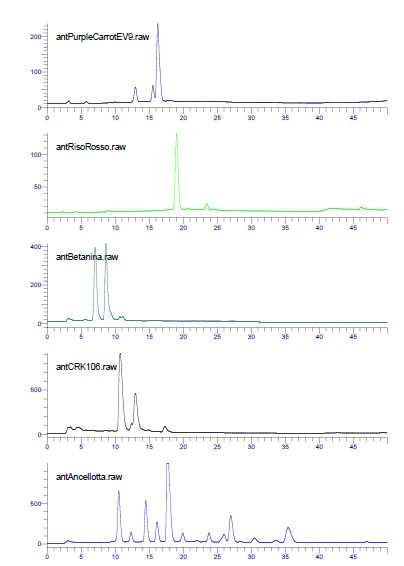 antPurpleCarrotEV9.raw
200
100
0
0 5 10 15 20 25 30 35 40 45
antRisoRosso.raw
100
50
0 5 10 15 20 25 30 35 40 45
antBetanina.raw
400
200
0
0 5 10 15 20 25 30 35 40 45
antCRK106.raw
500
0
0 5 10 15 20 25 30 35 40 45
antAncellotta.raw
500
0
0 5 10 15 20 25 30 35 40 45